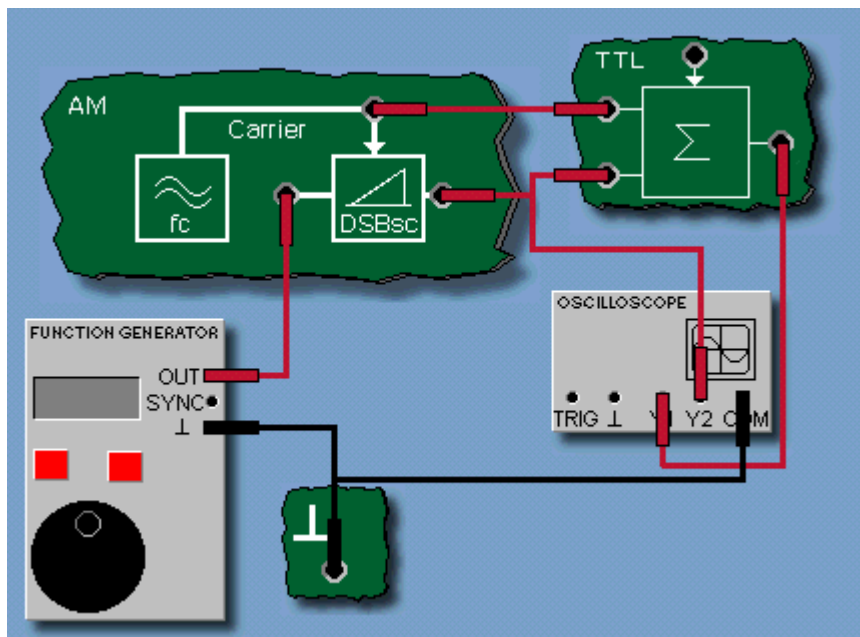 AM
Carrier
fc
DSBsc
TTL
Σ
OSCILLOSCOPE
TRIG ⊥ Y1 Y2 COM
FUNCTION GENERATOR
OUT
SYNC
⊥
⊥